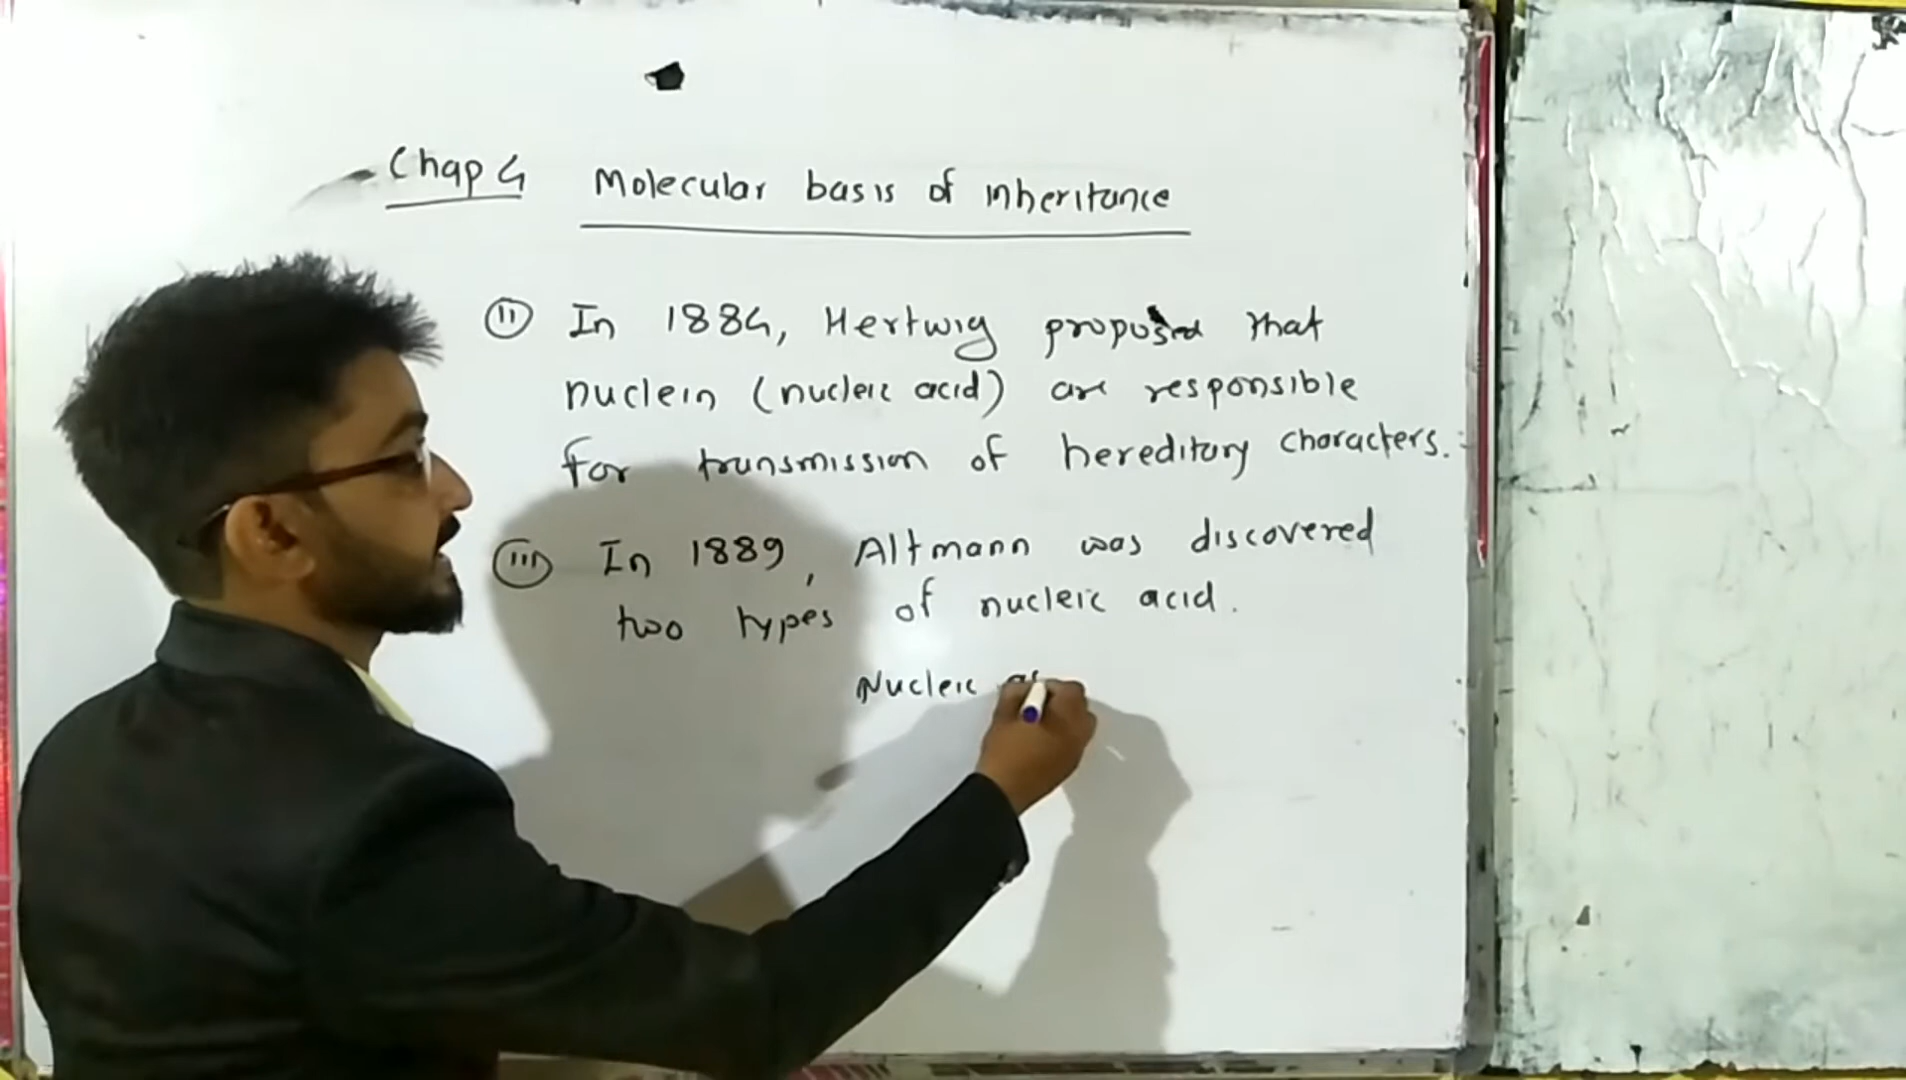 Chap 4 Molecular basis of inheritance
(ii) In 1884, Hertwig proposed that
nuclein (nucleic acid) are responsible
for transmission of hereditary characters.
(iii) In 1889, Altmann was discovered
two types of nucleic acid.
Nucleic